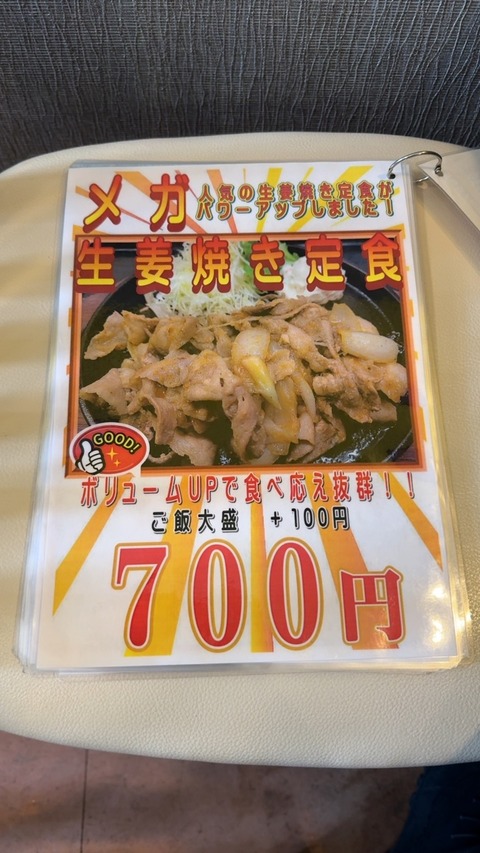 メガ
人気の生姜焼き定食が
パワーアップしました！
生姜焼き定食
GOOD!
ボリュームUPで食べ応え抜群！！
ご飯大盛 +100円
700円